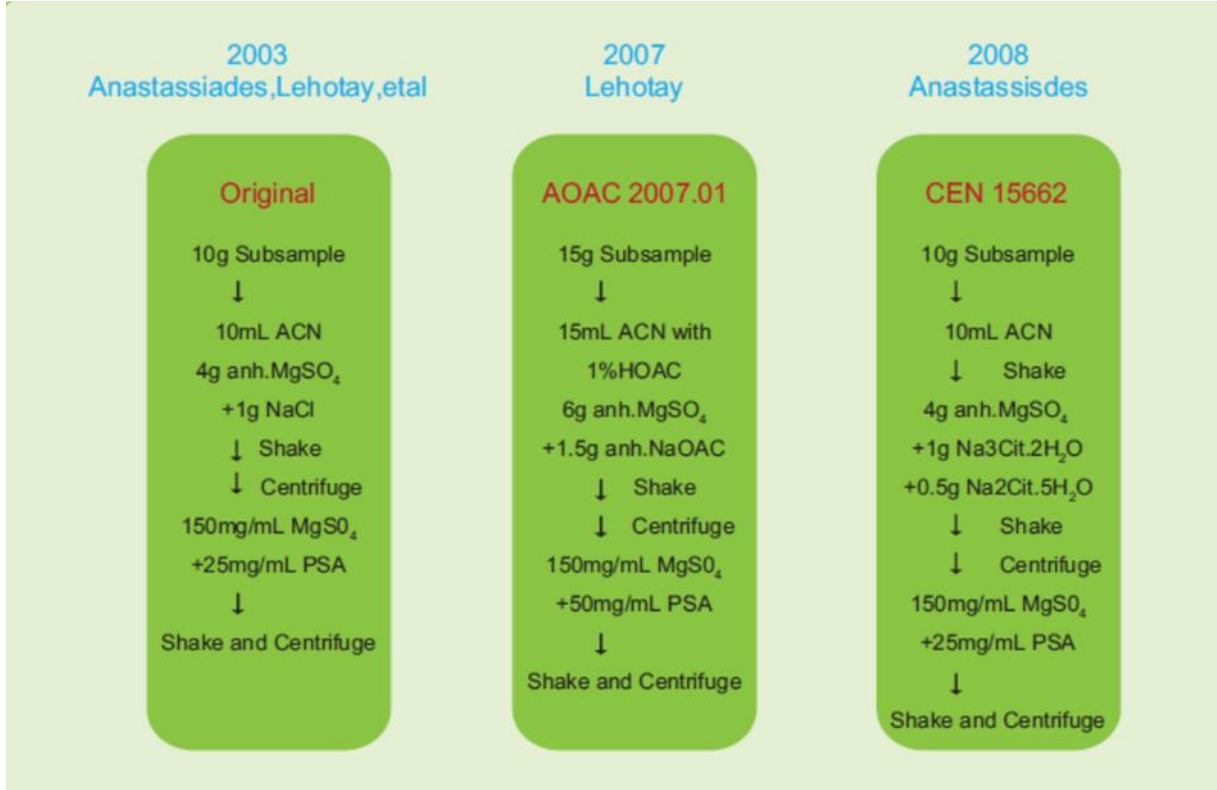 2003
Anastassiades,Lehotay,etal
Original
10g Subsample
↓
10mL ACN
4g anh.MgSO₄
+1g NaCl
↓ Shake
↓ Centrifuge
150mg/mL MgS0₄
+25mg/mL PSA
↓
Shake and Centrifuge
2007
Lehotay
AOAC 2007.01
15g Subsample
↓
15mL ACN with
1%HOAC
6g anh.MgSO₄
+1.5g anh.NaOAC
↓ Shake
↓ Centrifuge
150mg/mL MgS0₄
+50mg/mL PSA
↓
Shake and Centrifuge
2008
Anastassisdes
CEN 15662
10g Subsample
↓
10mL ACN
↓ Shake
4g anh.MgSO₄
+1g Na3Cit.2H₂O
+0.5g Na2Cit.5H₂O
↓ Shake
↓ Centrifuge
150mg/mL MgS0₄
+25mg/mL PSA
↓
Shake and Centrifuge